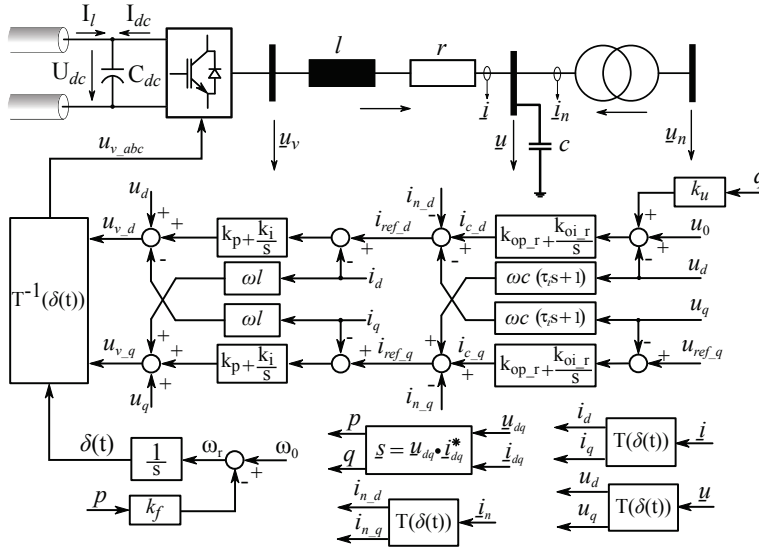 I_l I_dc
U_dc C_dc
l r
i i_n
u_v u c u_n
u_v_abc
k_u q
u_d i_n_d
u_v_d + + - k_p+k_i/s + - i_ref_d - + i_c_d k_op_r+k_oi_r/s + + - u_0
ωl i_d ωc (τ_i s+1) u_d
T^-1(δ(t))
ωl i_q ωc (τ_i s+1) u_q
u_v_q + + + k_p+k_i/s + - i_ref_q + + - i_c_q k_op_r+k_oi_r/s - + u_ref_q
u_q i_n_q
δ(t) 1/s ω_r - + ω_0
p k_f
p q s = u_dq • i*_dq u_dq i_dq
i_d i_q T(δ(t)) i
i_n_d i_n_q T(δ(t)) i_n
u_d u_q T(δ(t)) u